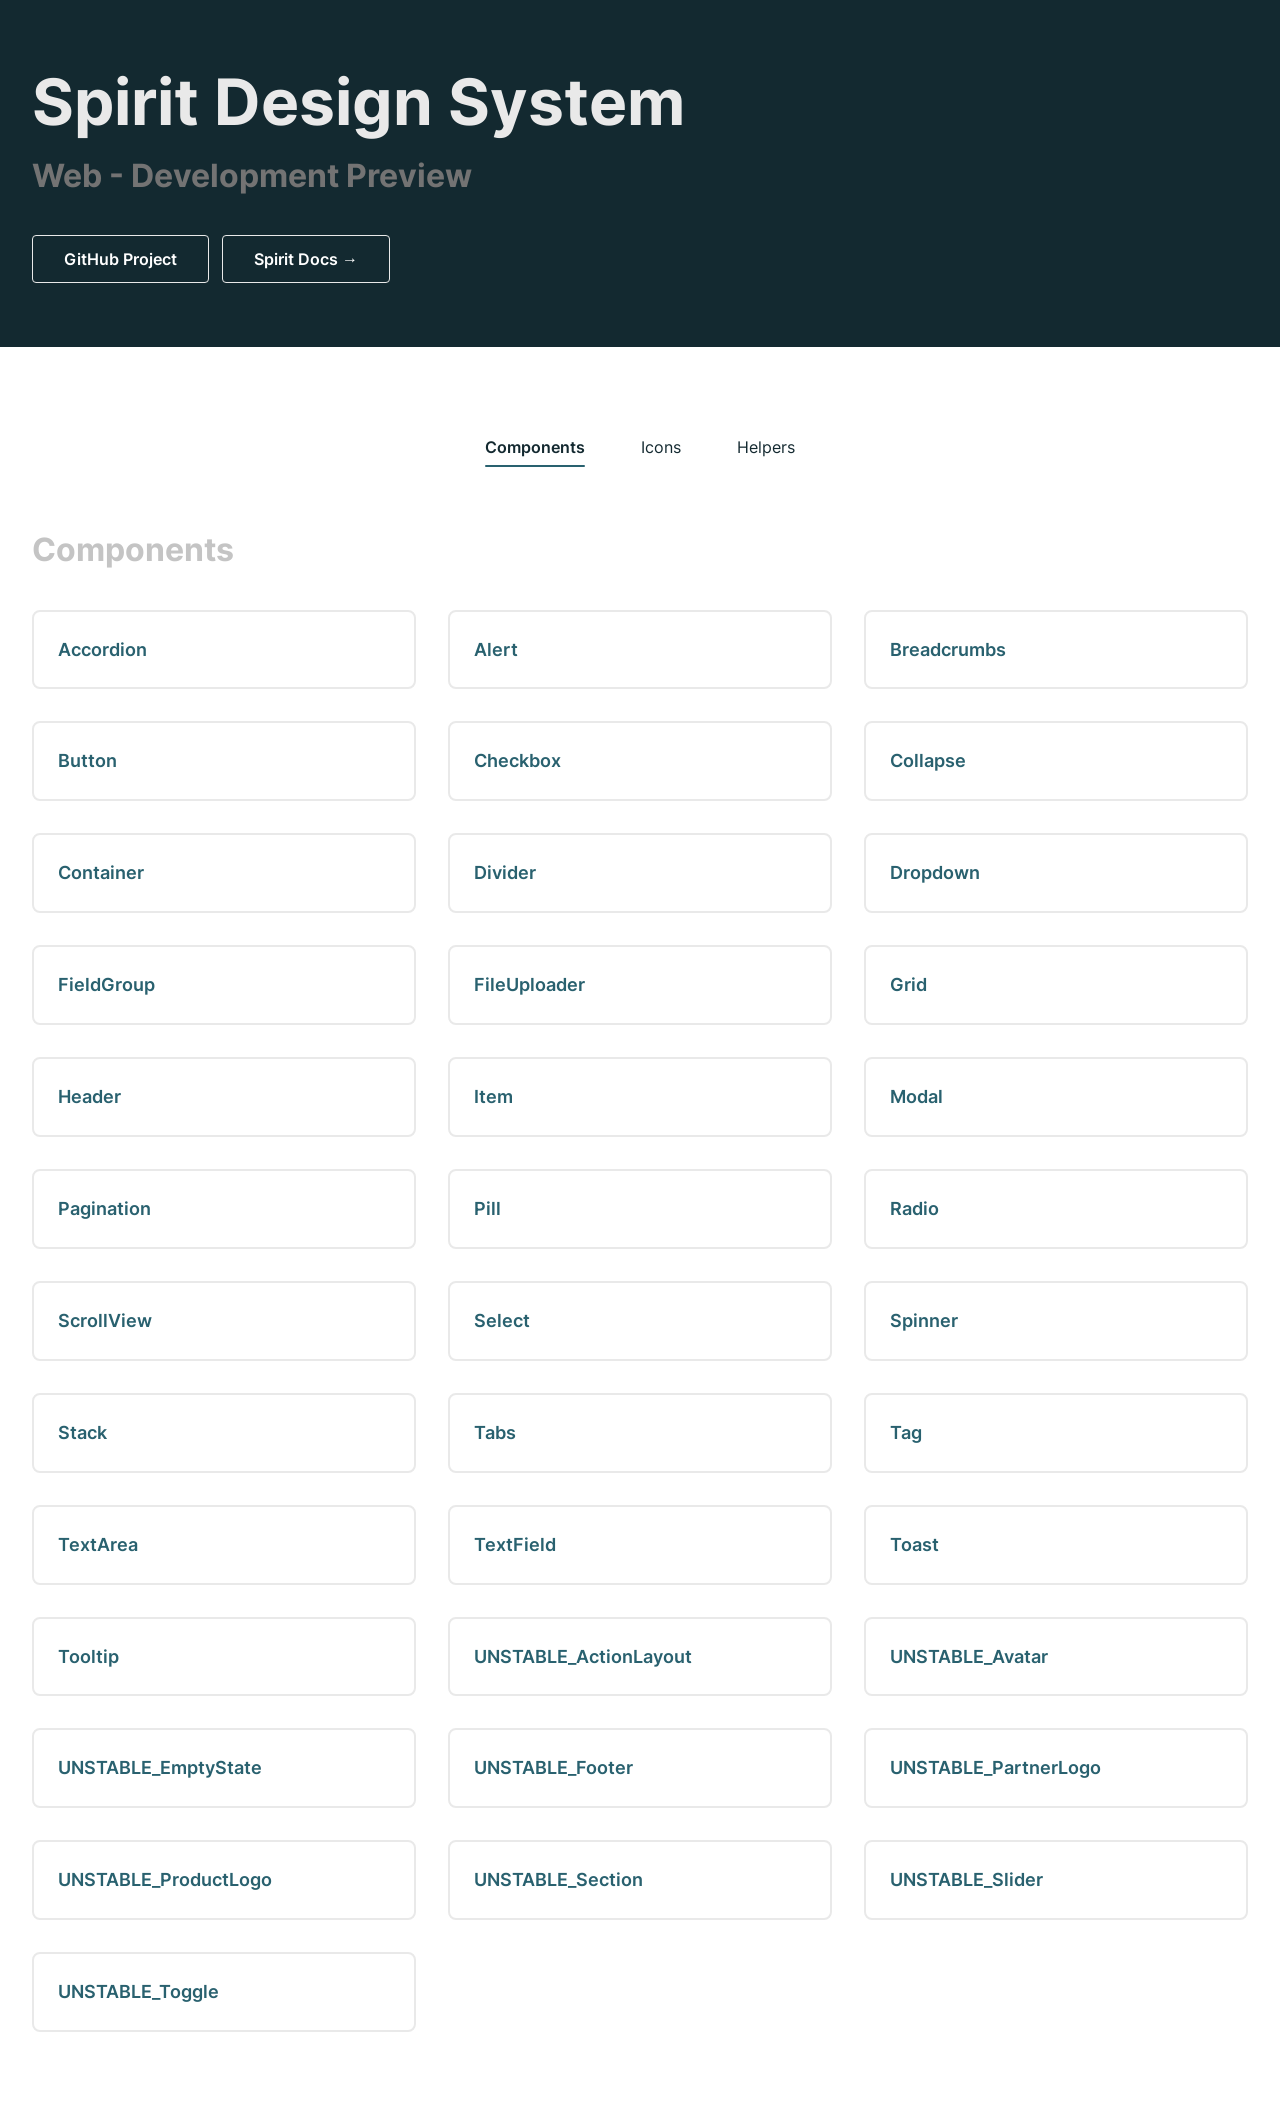 Spirit Design System
Web - Development Preview
GitHub Project
Spirit Docs →
Components
Icons
Helpers
Components
Accordion
Alert
Breadcrumbs
Button
Checkbox
Collapse
Container
Divider
Dropdown
FieldGroup
FileUploader
Grid
Header
Item
Modal
Pagination
Pill
Radio
ScrollView
Select
Spinner
Stack
Tabs
Tag
TextArea
TextField
Toast
Tooltip
UNSTABLE_ActionLayout
UNSTABLE_Avatar
UNSTABLE_EmptyState
UNSTABLE_Footer
UNSTABLE_PartnerLogo
UNSTABLE_ProductLogo
UNSTABLE_Section
UNSTABLE_Slider
UNSTABLE_Toggle